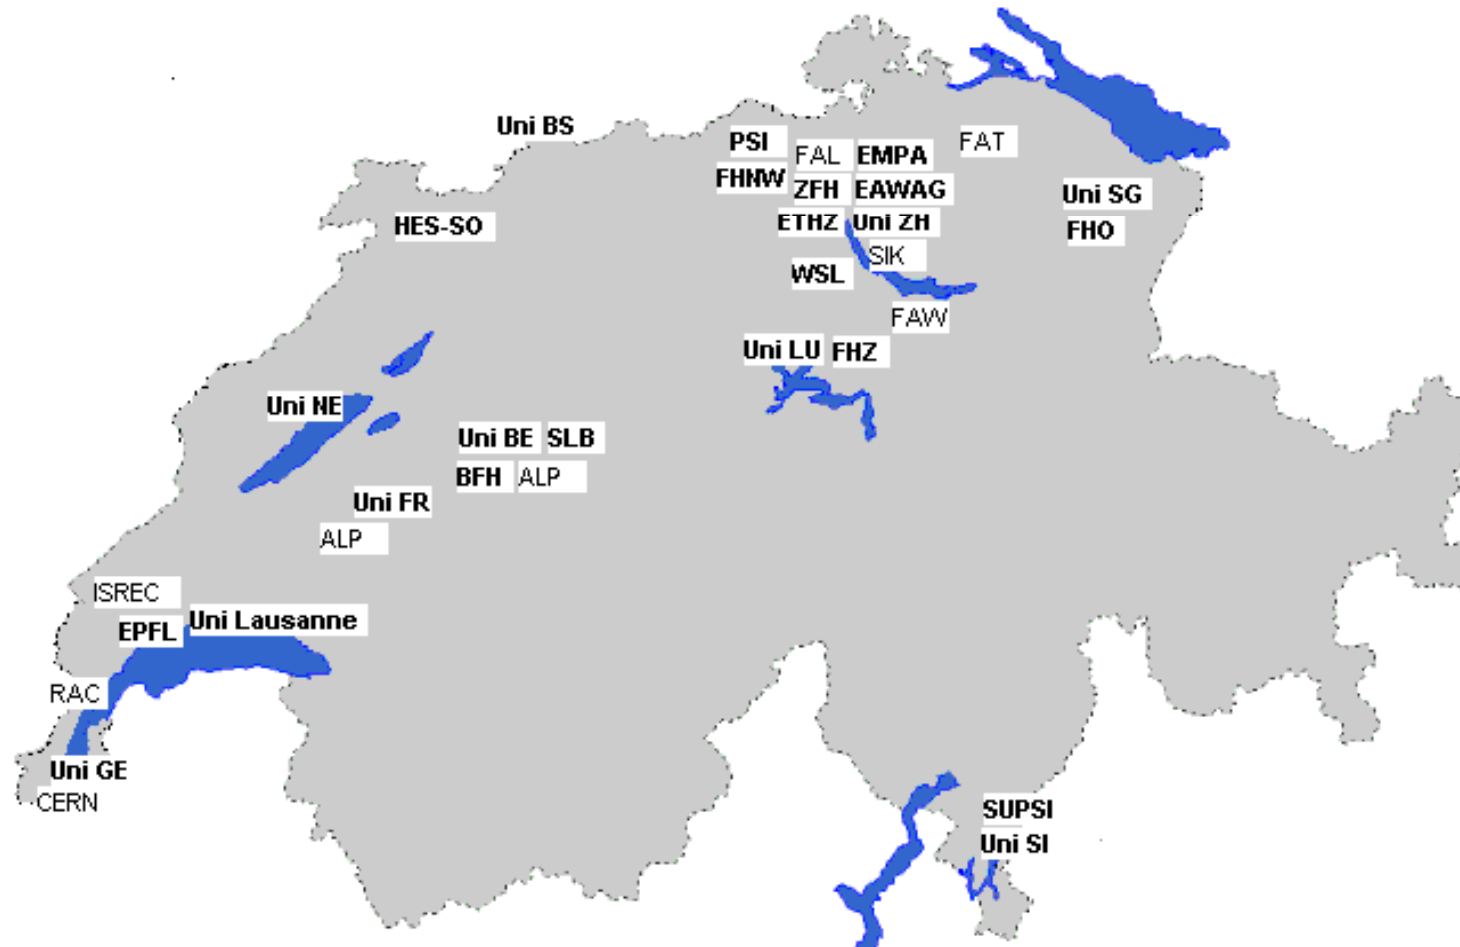 Uni BS
PSI
FAL
EMPA
FAT
FHNW
ZFH
EAWAG
Uni SG
HES-SO
ETHZ
Uni ZH
FHO
SIK
WSL
FAW
Uni LU
FHZ
Uni NE
Uni BE
SLB
BFH
ALP
Uni FR
ALP
ISREC
EPFL
Uni Lausanne
RAC
Uni GE
CERN
SUPSI
Uni SI